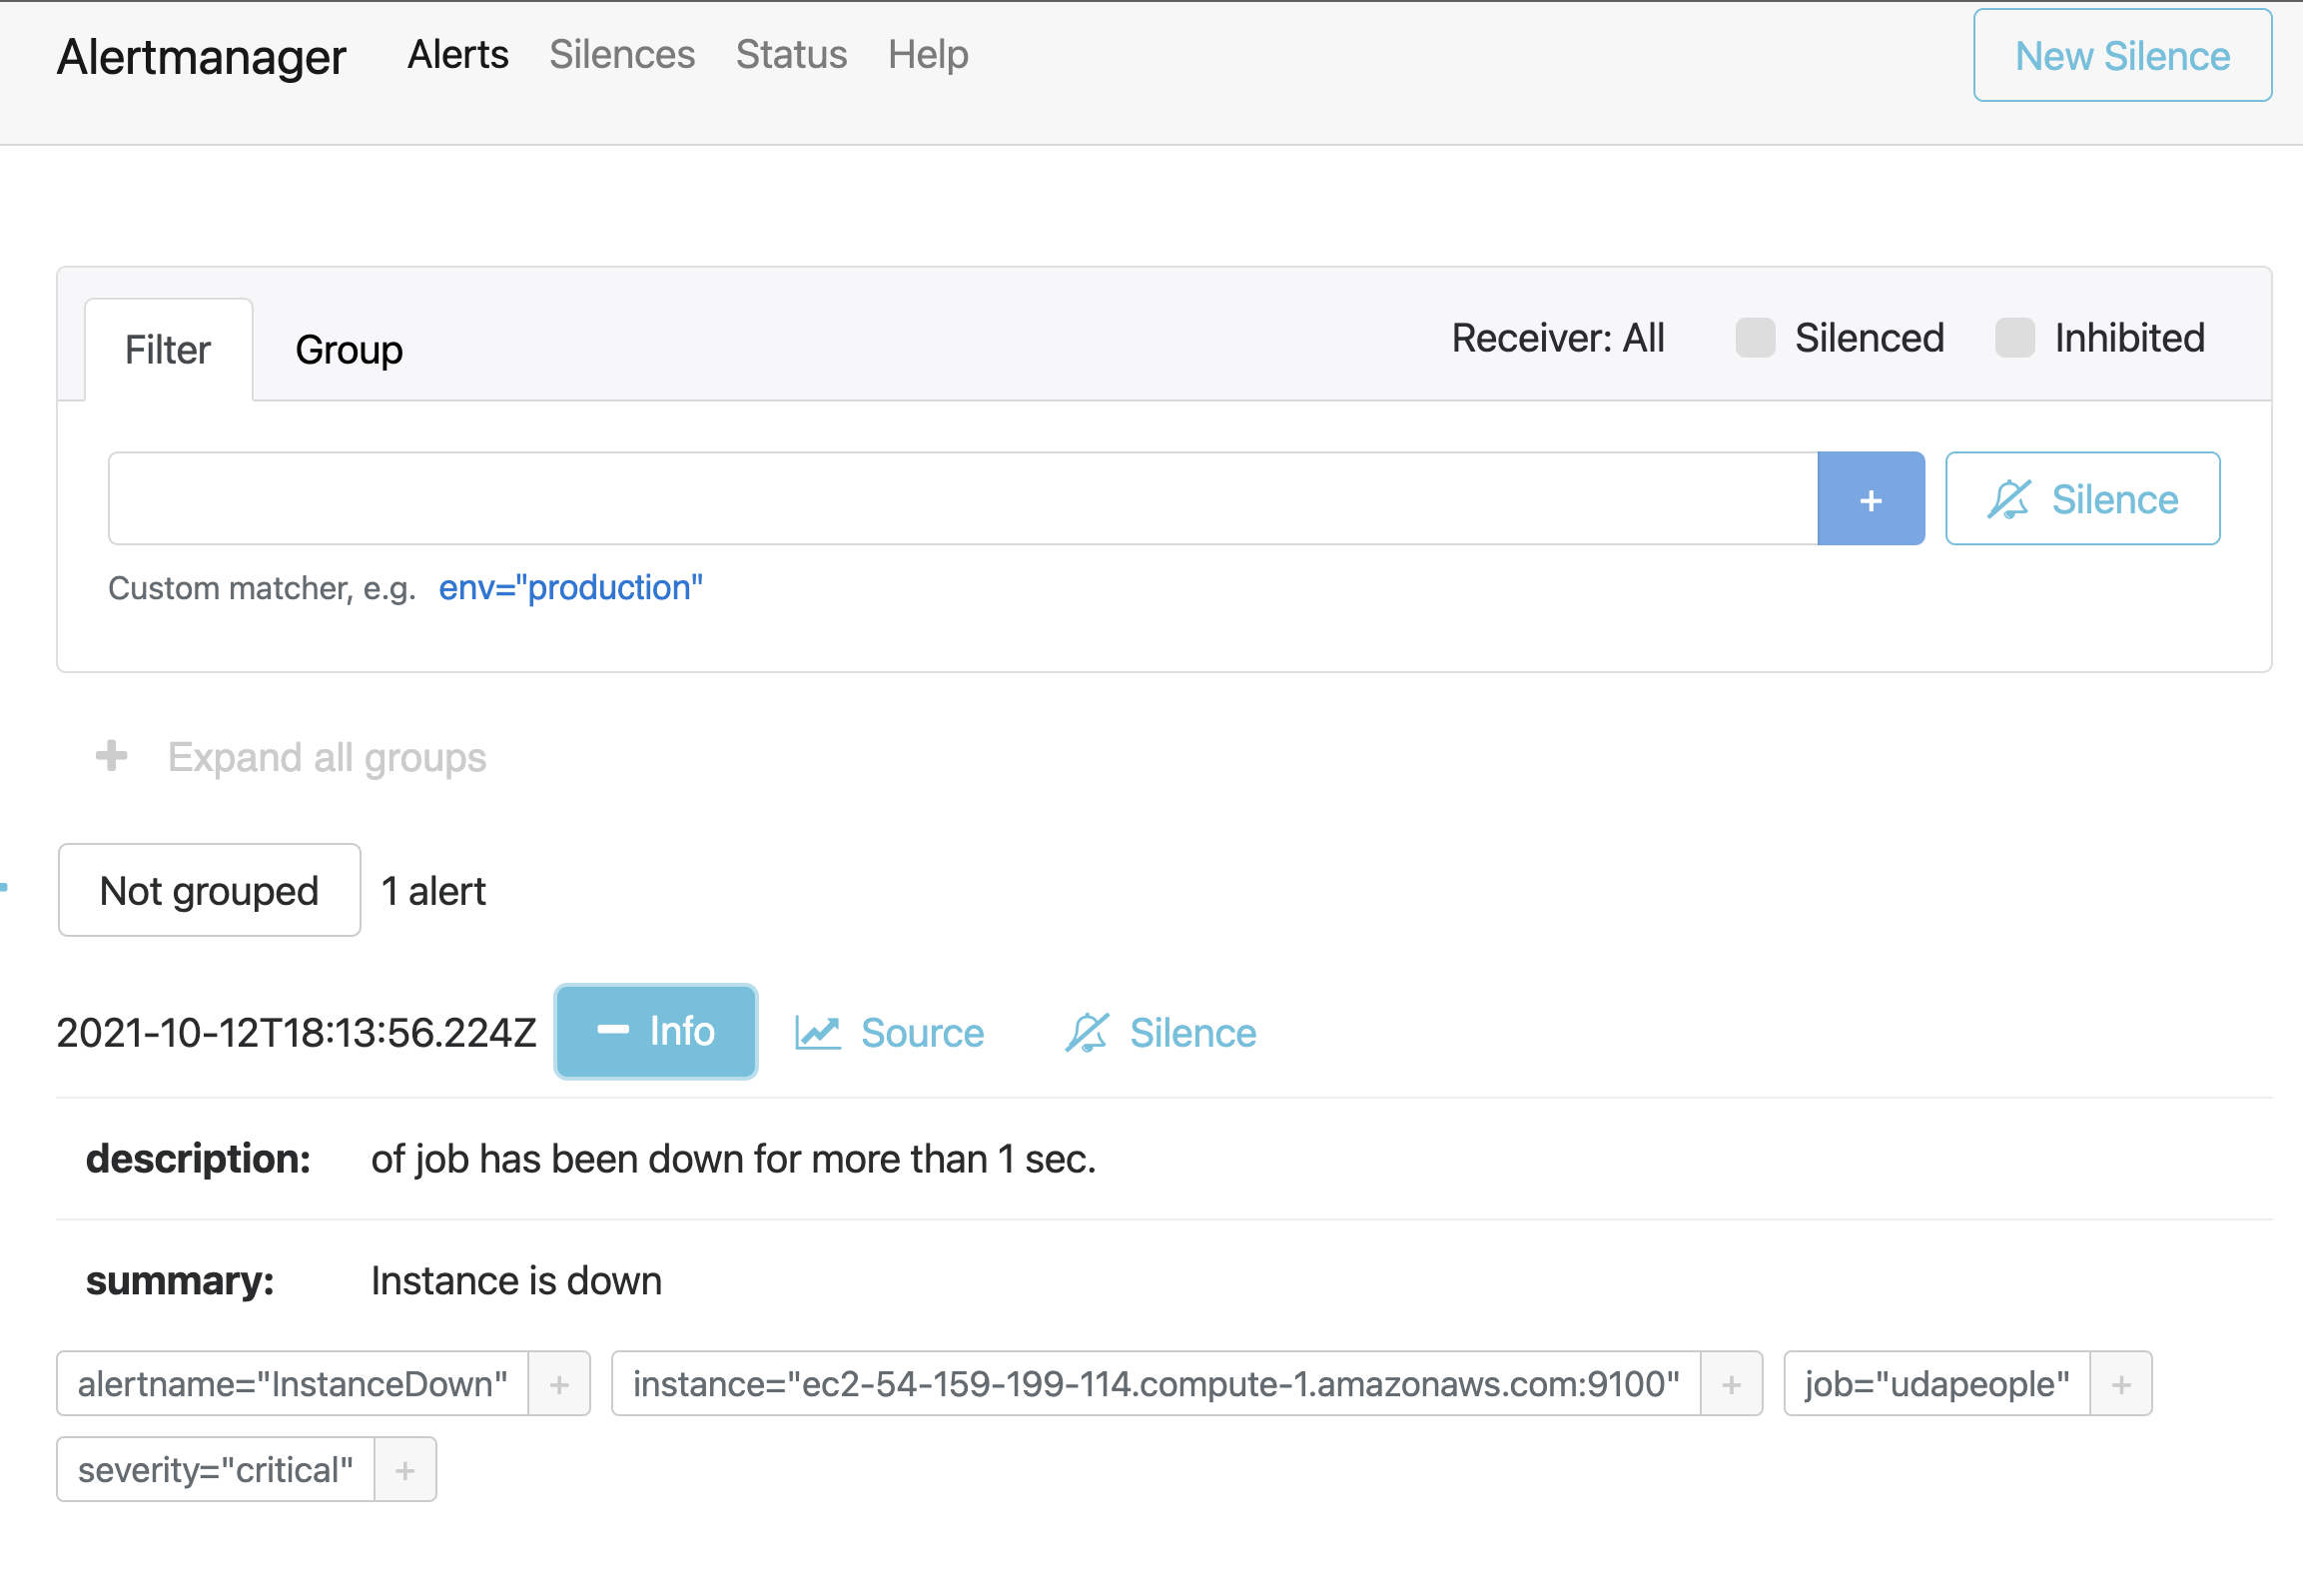 Alertmanager Alerts Silences Status Help New Silence
Filter Group Receiver: All Silenced Inhibited
+ Silence
Custom matcher, e.g. env="production"
+ Expand all groups
Not grouped 1 alert
2021-10-12T18:13:56.224Z − Info Source Silence
description: of job has been down for more than 1 sec.
summary: Instance is down
alertname="InstanceDown" + instance="ec2-54-159-199-114.compute-1.amazonaws.com:9100" + job="udapeople" +
severity="critical" +